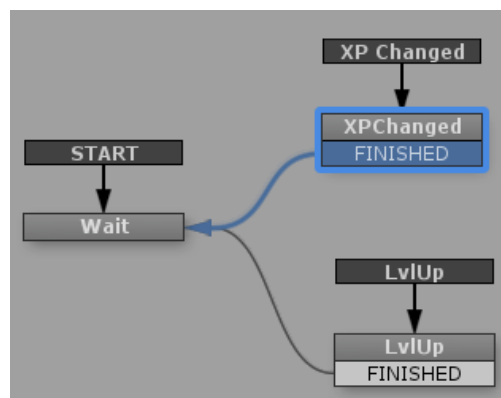 XP Changed
XPChanged
FINISHED
START
Wait
LvlUp
LvlUp
FINISHED